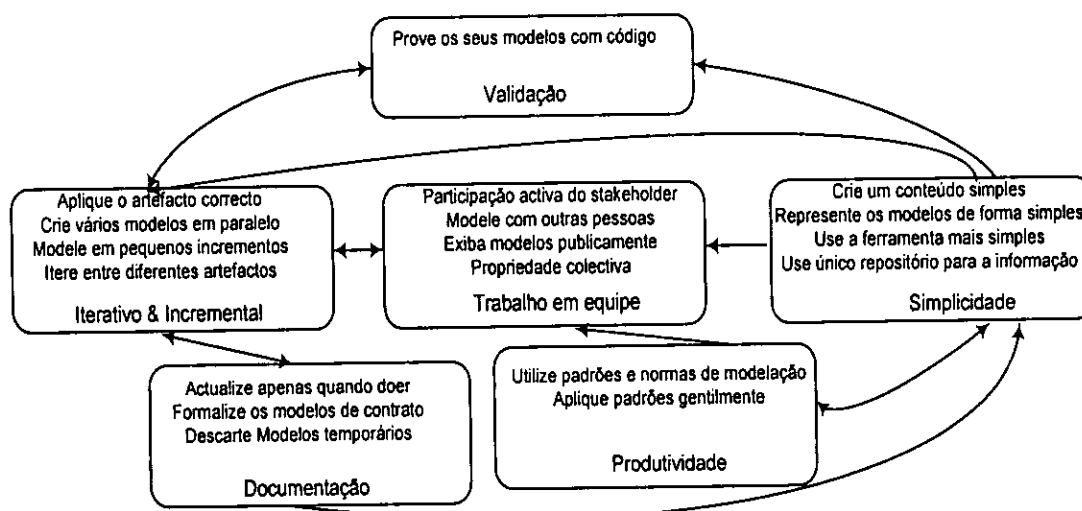 Prove os seus modelos com código
Validação
Aplique o artefacto correcto
Crie vários modelos em paralelo
Modele em pequenos incrementos
Itere entre diferentes artefactos
Iterativo & Incremental
Participação activa do stakeholder
Modele com outras pessoas
Exiba modelos publicamente
Propriedade colectiva
Trabalho em equipe
Crie um conteúdo simples
Represente os modelos de forma simples
Use a ferramenta mais simples
Use único repositório para a informação
Simplicidade
Actualize apenas quando doer
Formalize os modelos de contrato
Descarte Modelos temporários
Documentação
Utilize padrões e normas de modelação
Aplique padrões gentilmente
Produtividade